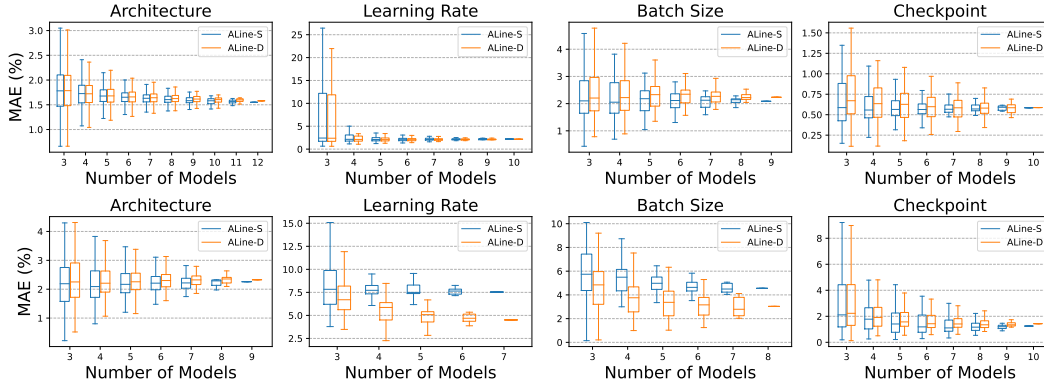 Architecture
MAE (%)
3.0
2.5
2.0
1.5
1.0
ALine-S
ALine-D
3 4 5 6 7 8 9 10 11 12
Number of Models
Learning Rate
25
20
15
10
5
0
ALine-S
ALine-D
3 4 5 6 7 8 9 10
Number of Models
Batch Size
4
3
2
1
ALine-S
ALine-D
3 4 5 6 7 8 9
Number of Models
Checkpoint
1.50
1.25
1.00
0.75
0.50
0.25
ALine-S
ALine-D
3 4 5 6 7 8 9 10
Number of Models
Architecture
MAE (%)
4
3
2
1
ALine-S
ALine-D
3 4 5 6 7 8 9
Number of Models
Learning Rate
15.0
12.5
10.0
7.5
5.0
2.5
ALine-S
ALine-D
3 4 5 6 7
Number of Models
Batch Size
10
8
6
4
2
0
ALine-S
ALine-D
3 4 5 6 7 8
Number of Models
Checkpoint
8
6
4
2
0
ALine-S
ALine-D
3 4 5 6 7 8 9 10
Number of Models